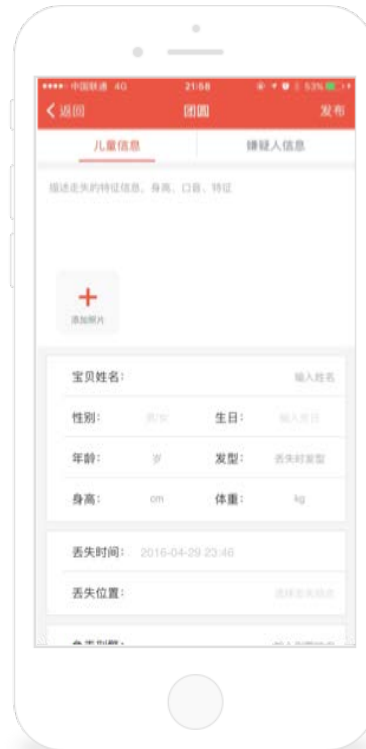 中国联通 4G 21:58 53%
返回 团圆 发布
儿童信息 嫌疑人信息
描述走失的特征信息。身高、口音、特征
添加照片
宝贝姓名: 输入姓名
性别: 男/女 生日: 输入生日
年龄: 岁 发型: 丢失时发型
身高: cm 体重: kg
丢失时间: 2016-04-29 23:46
丢失位置: